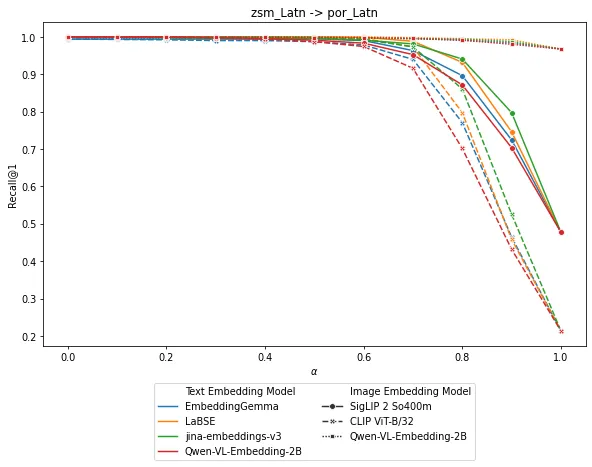 zsm_Latn -> por_Latn
Recall@1
1.0
0.9
0.8
0.7
0.6
0.5
0.4
0.3
0.2
0.0 0.2 0.4 0.6 0.8 1.0
α
Text Embedding Model Image Embedding Model
EmbeddingGemma SigLIP 2 So400m
LaBSE CLIP ViT-B/32
jina-embeddings-v3 Qwen-VL-Embedding-2B
Qwen-VL-Embedding-2B